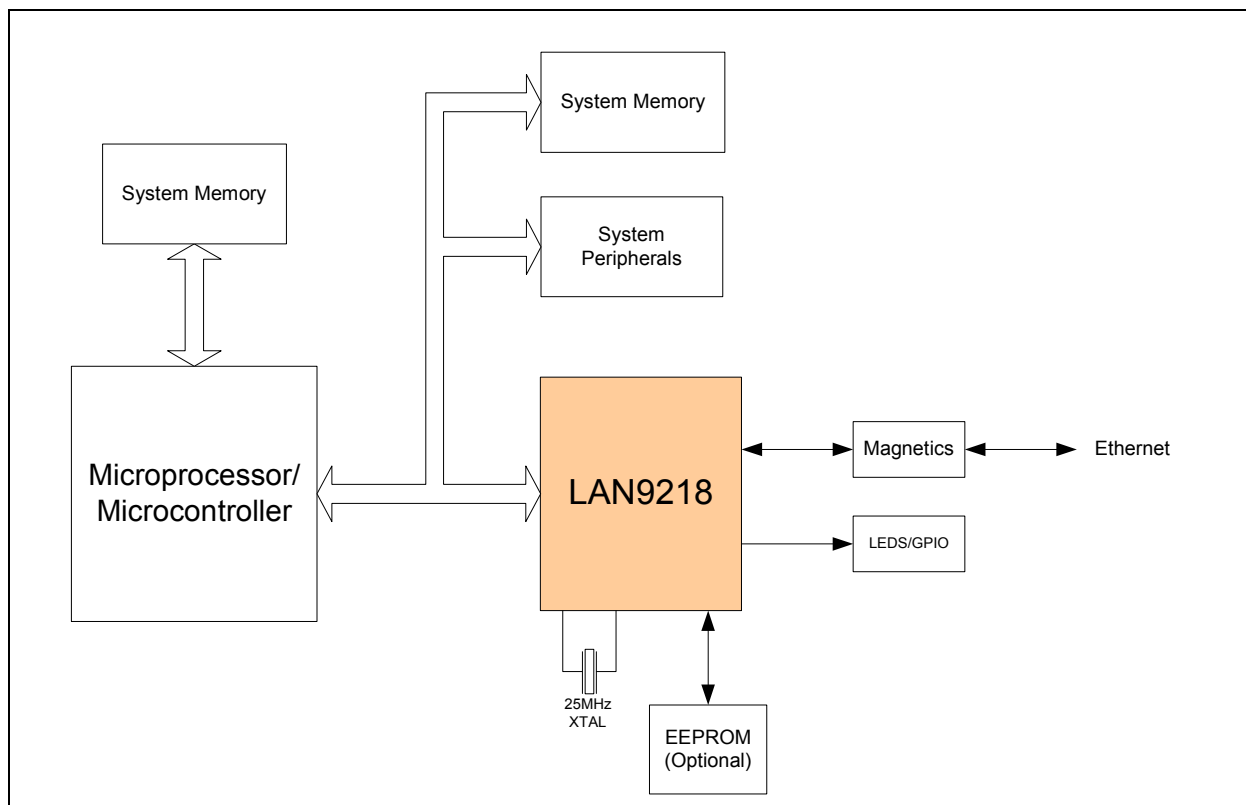 System Memory
System Memory
System
Peripherals
Microprocessor/
Microcontroller
LAN9218
Magnetics
Ethernet
LEDS/GPIO
25MHz
XTAL
EEPROM
(Optional)